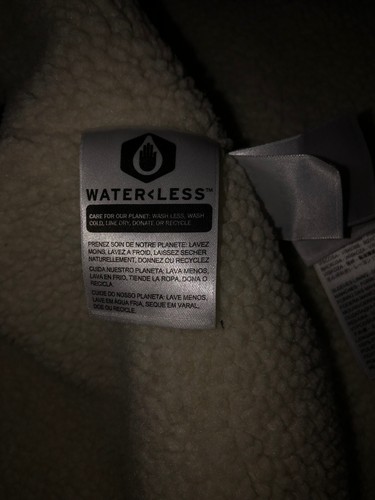 WATER<LESS™
CARE FOR OUR PLANET: WASH LESS, WASH
COLD, LINE DRY, DONATE OR RECYCLE.
PRENEZ SOIN DE NOTRE PLANETE: LAVEZ
MOINS, LAVEZ A FROID, LAISSEZ SECHER
NATURELLEMENT, DONNEZ OU RECYCLEZ
CUIDA NUESTRO PLANETA: LAVA MENOS,
LAVA EN FRIO, TIENDE LA ROPA, DONA O
RECICLA.
CUIDE DO NOSSO PLANETA: LAVE MENOS,
LAVE EM AGUA FRIA, SEQUE EM VARAL,
DOE OU RECICLE.